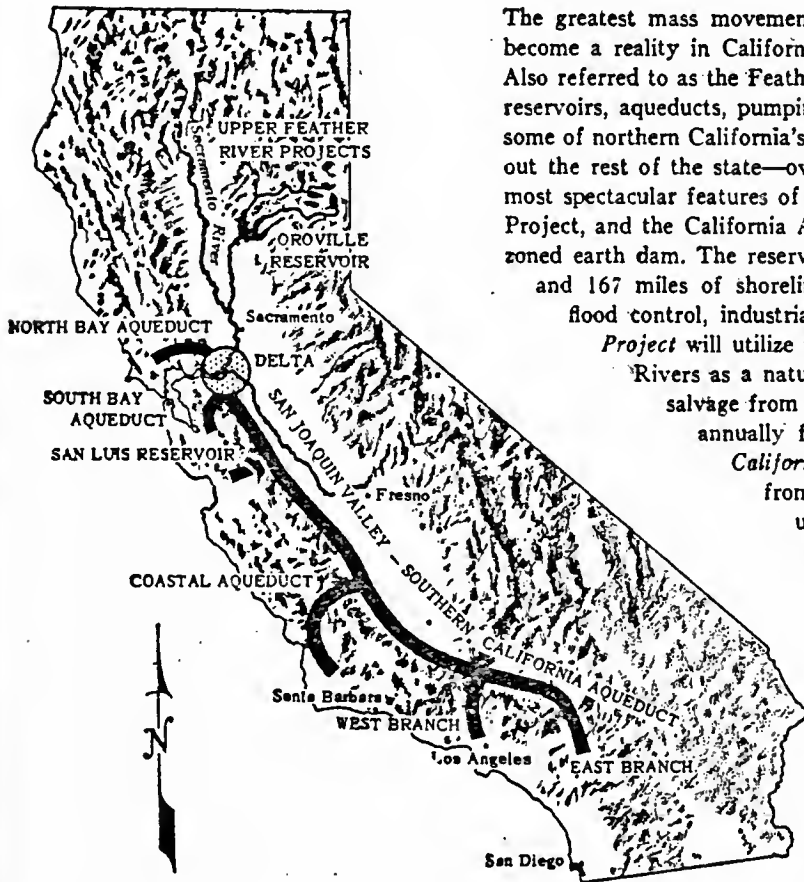 The greatest mass movemen
become a reality in Californ
Also referred to as the Feath
reservoirs, aqueducts, pumpin
some of northern California's
out the rest of the state—ov
most spectacular features of
Project, and the California A
zoned earth dam. The reserv
and 167 miles of shoreli
flood control, industria
Project will utilize
Rivers as a natu
salvage from
annually f
Californ
from
u
Sacramento River
UPPER FEATHER
RIVER PROJECTS
OROVILLE
RESERVOIR
NORTH BAY AQUEDUCT
Sacramento
DELTA
SOUTH BAY
AQUEDUCT
SAN LUIS RESERVOIR
SAN JOAQUIN VALLEY – SOUTHERN CALIFORNIA AQUEDUCT
Fresno
COASTAL AQUEDUCT
Santa Barbara
WEST BRANCH
Los Angeles
EAST BRANCH
San Diego
N